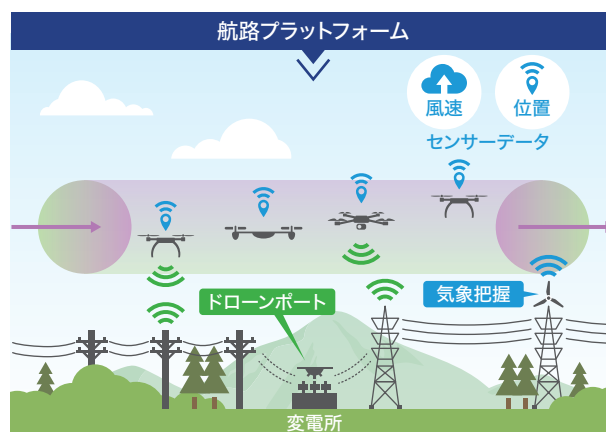 航路プラットフォーム
風速
位置
センサーデータ
ドローンポート
気象把握
変電所